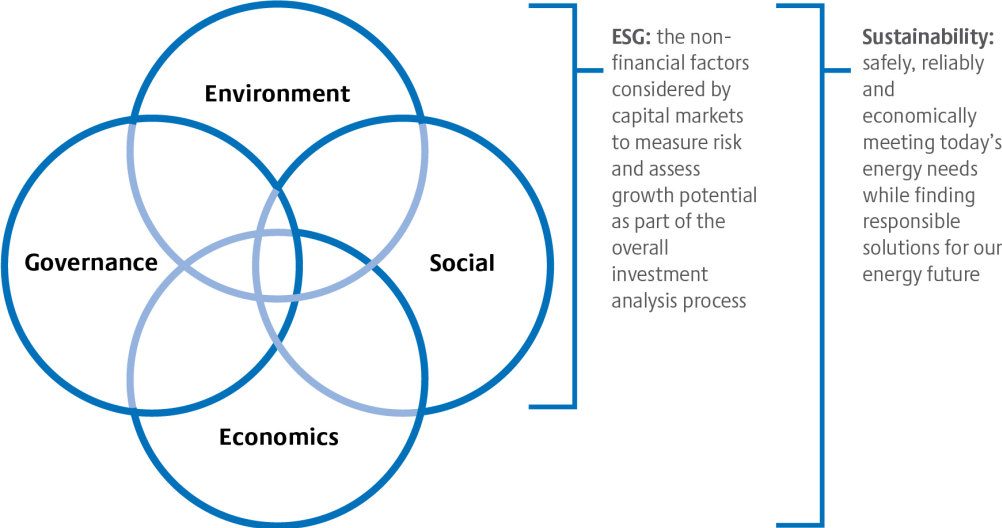 Environment
Governance
Social
Economics
ESG: the non-
financial factors
considered by
capital markets
to measure risk
and assess
growth potential
as part of the
overall
investment
analysis process
Sustainability:
safely, reliably
and
economically
meeting today’s
energy needs
while finding
responsible
solutions for our
energy future